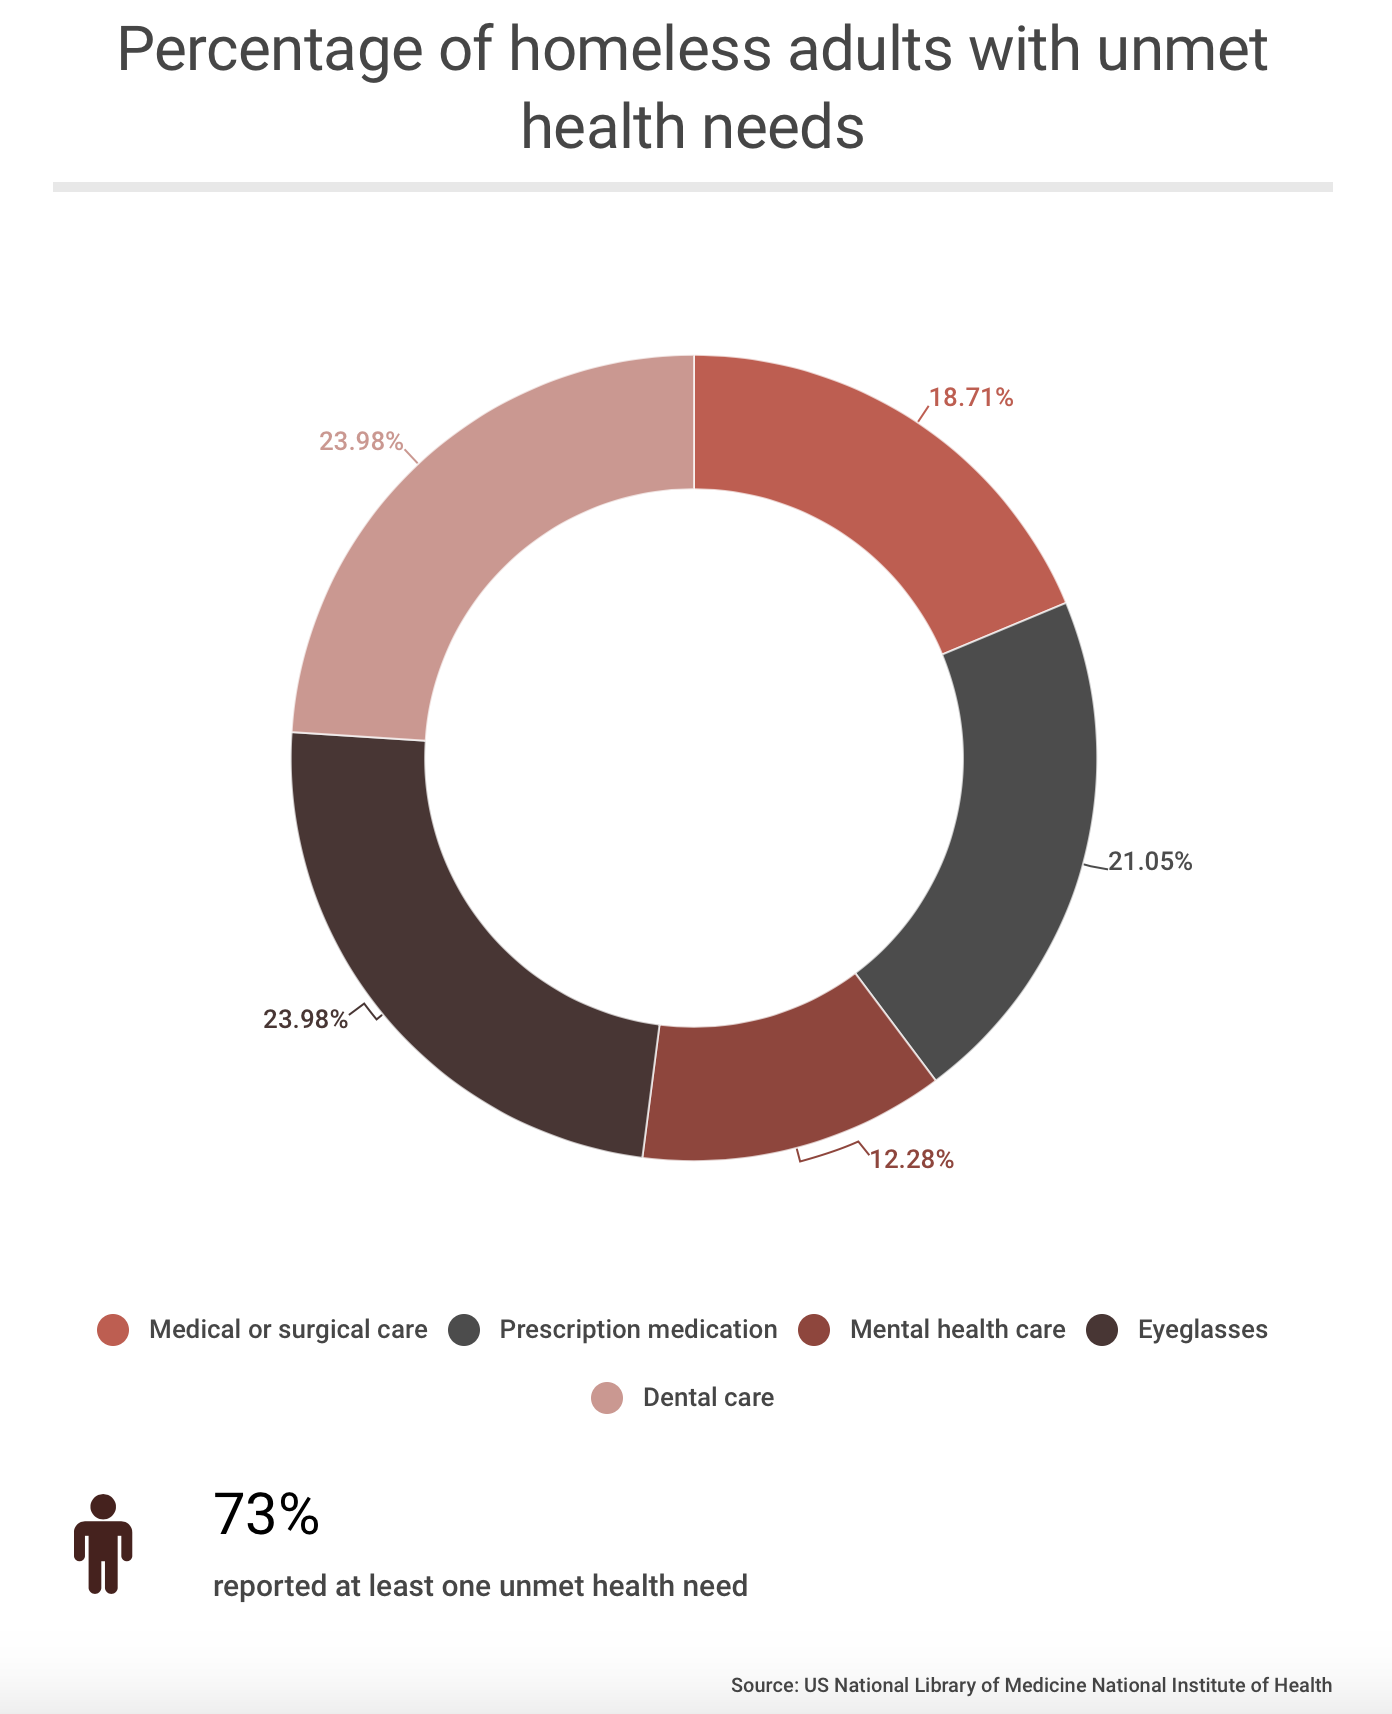 Percentage of homeless adults with unmet
health needs
18.71%
23.98%
21.05%
23.98%
12.28%
Medical or surgical care Prescription medication Mental health care Eyeglasses
Dental care
73%
reported at least one unmet health need
Source: US National Library of Medicine National Institute of Health